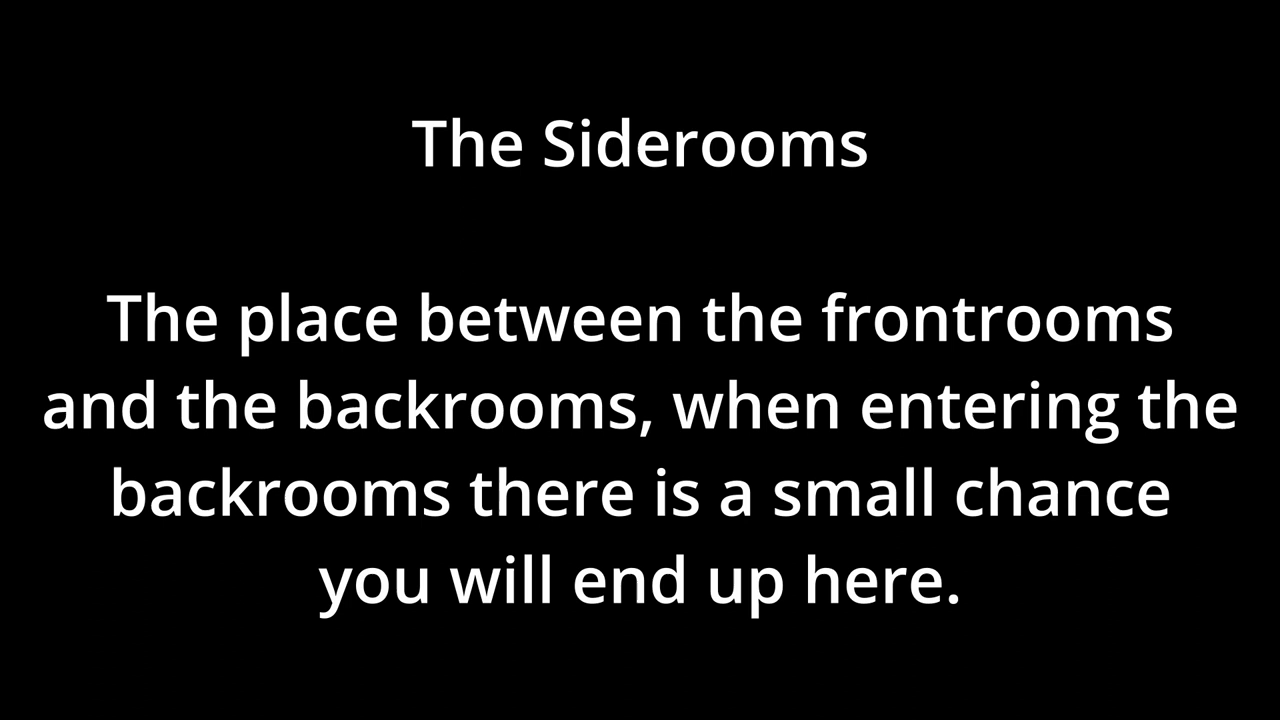 The Siderooms
The place between the frontrooms
and the backrooms, when entering the
backrooms there is a small chance
you will end up here.